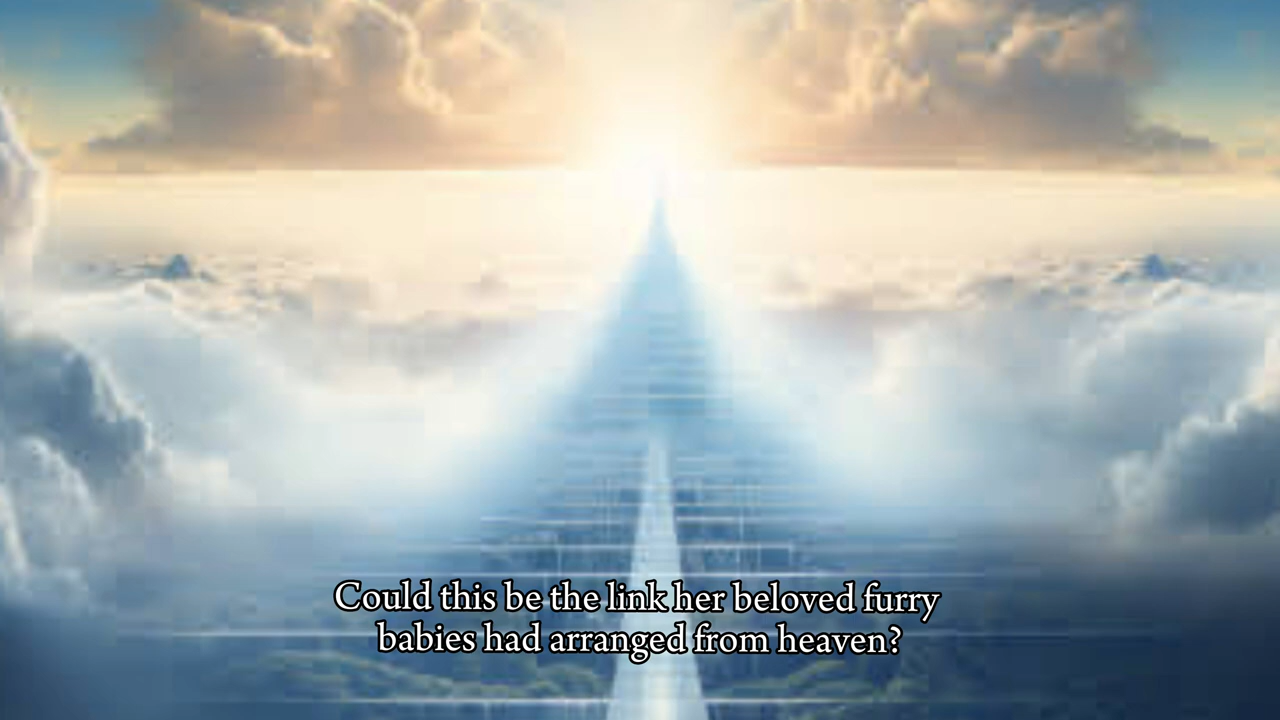 Could this be the link her beloved furry
babies had arranged from heaven?